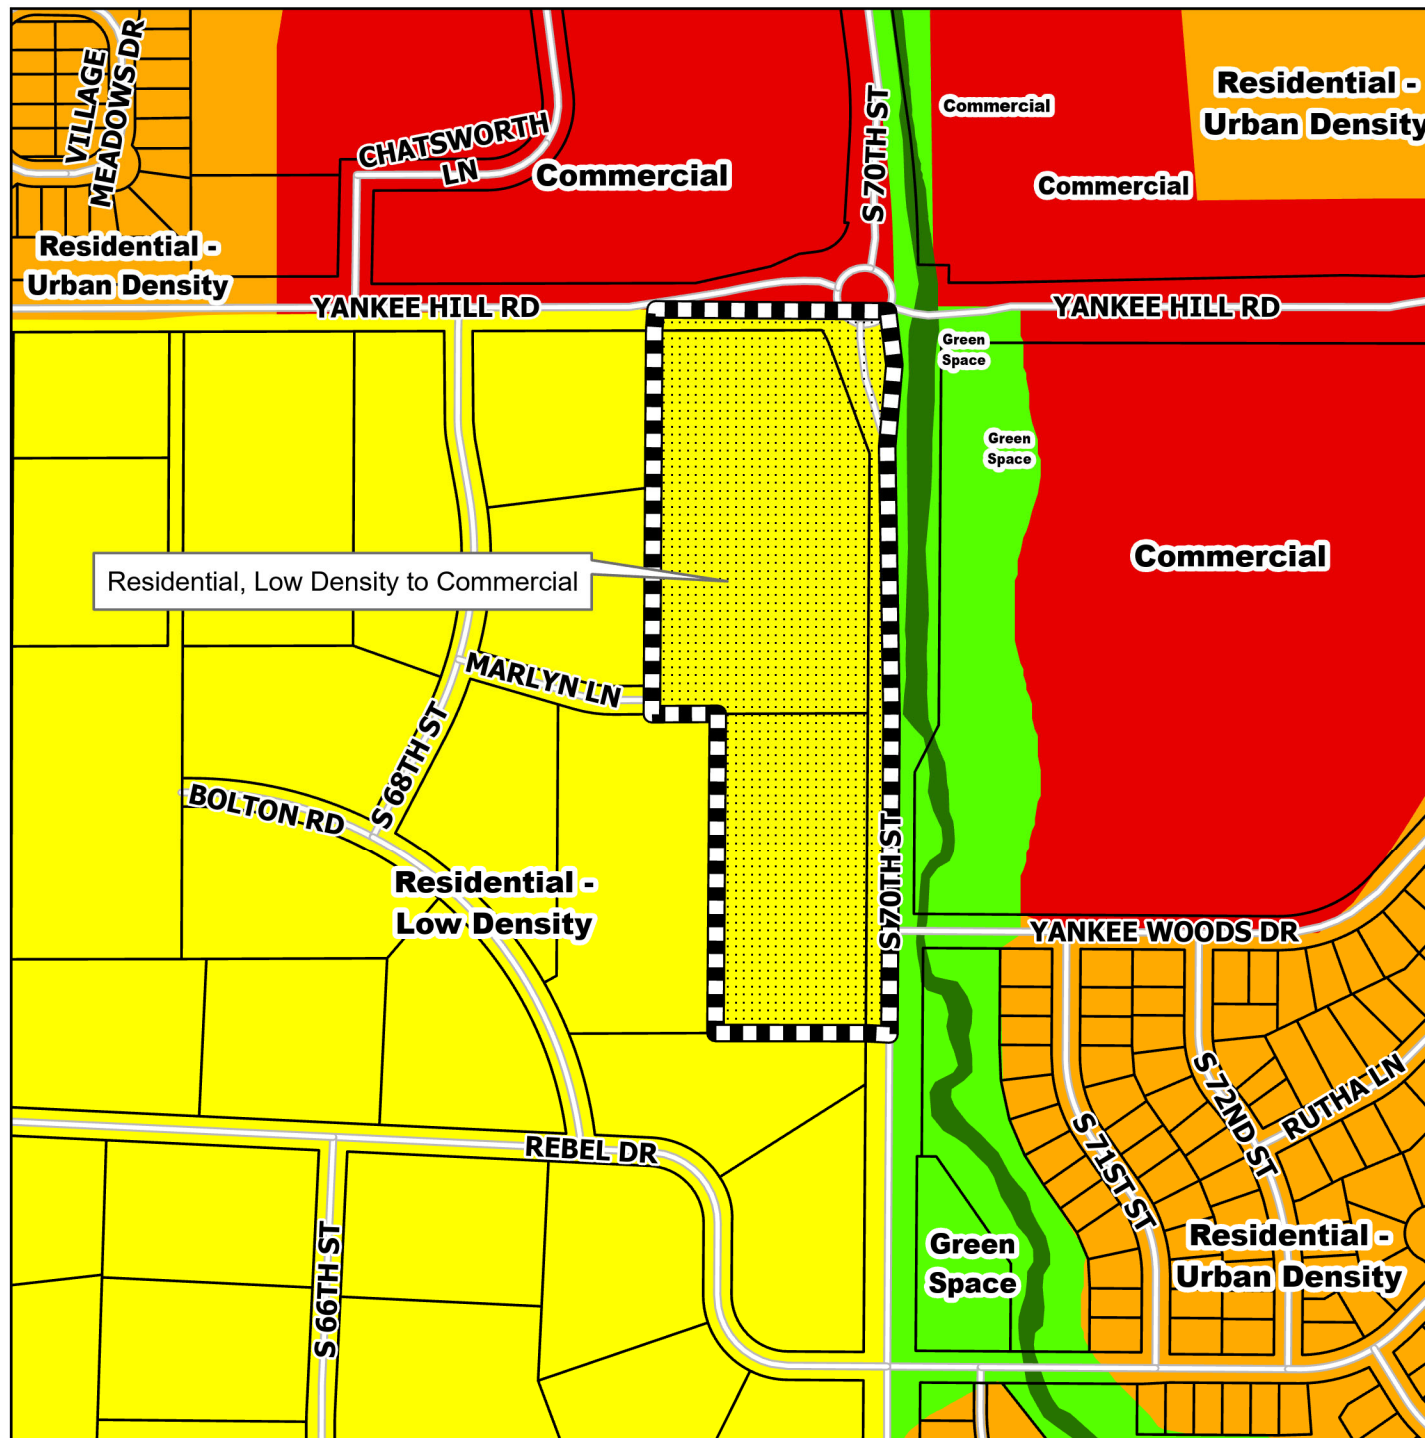 VILLAGE
MEADOWS DR
CHATSWORTH
LN
Commercial
S 70TH ST
Commercial
Commercial
Residential -
Urban Density
Residential -
Urban Density
YANKEE HILL RD
YANKEE HILL RD
Green
Space
Green
Space
Commercial
Residential, Low Density to Commercial
MARLYN LN
S 68TH ST
BOLTON RD
Residential -
Low Density
S 70TH ST
YANKEE WOODS DR
S 72ND ST
RUTHA LN
S 71ST ST
REBEL DR
S 66TH ST
Green
Space
Residential -
Urban Density